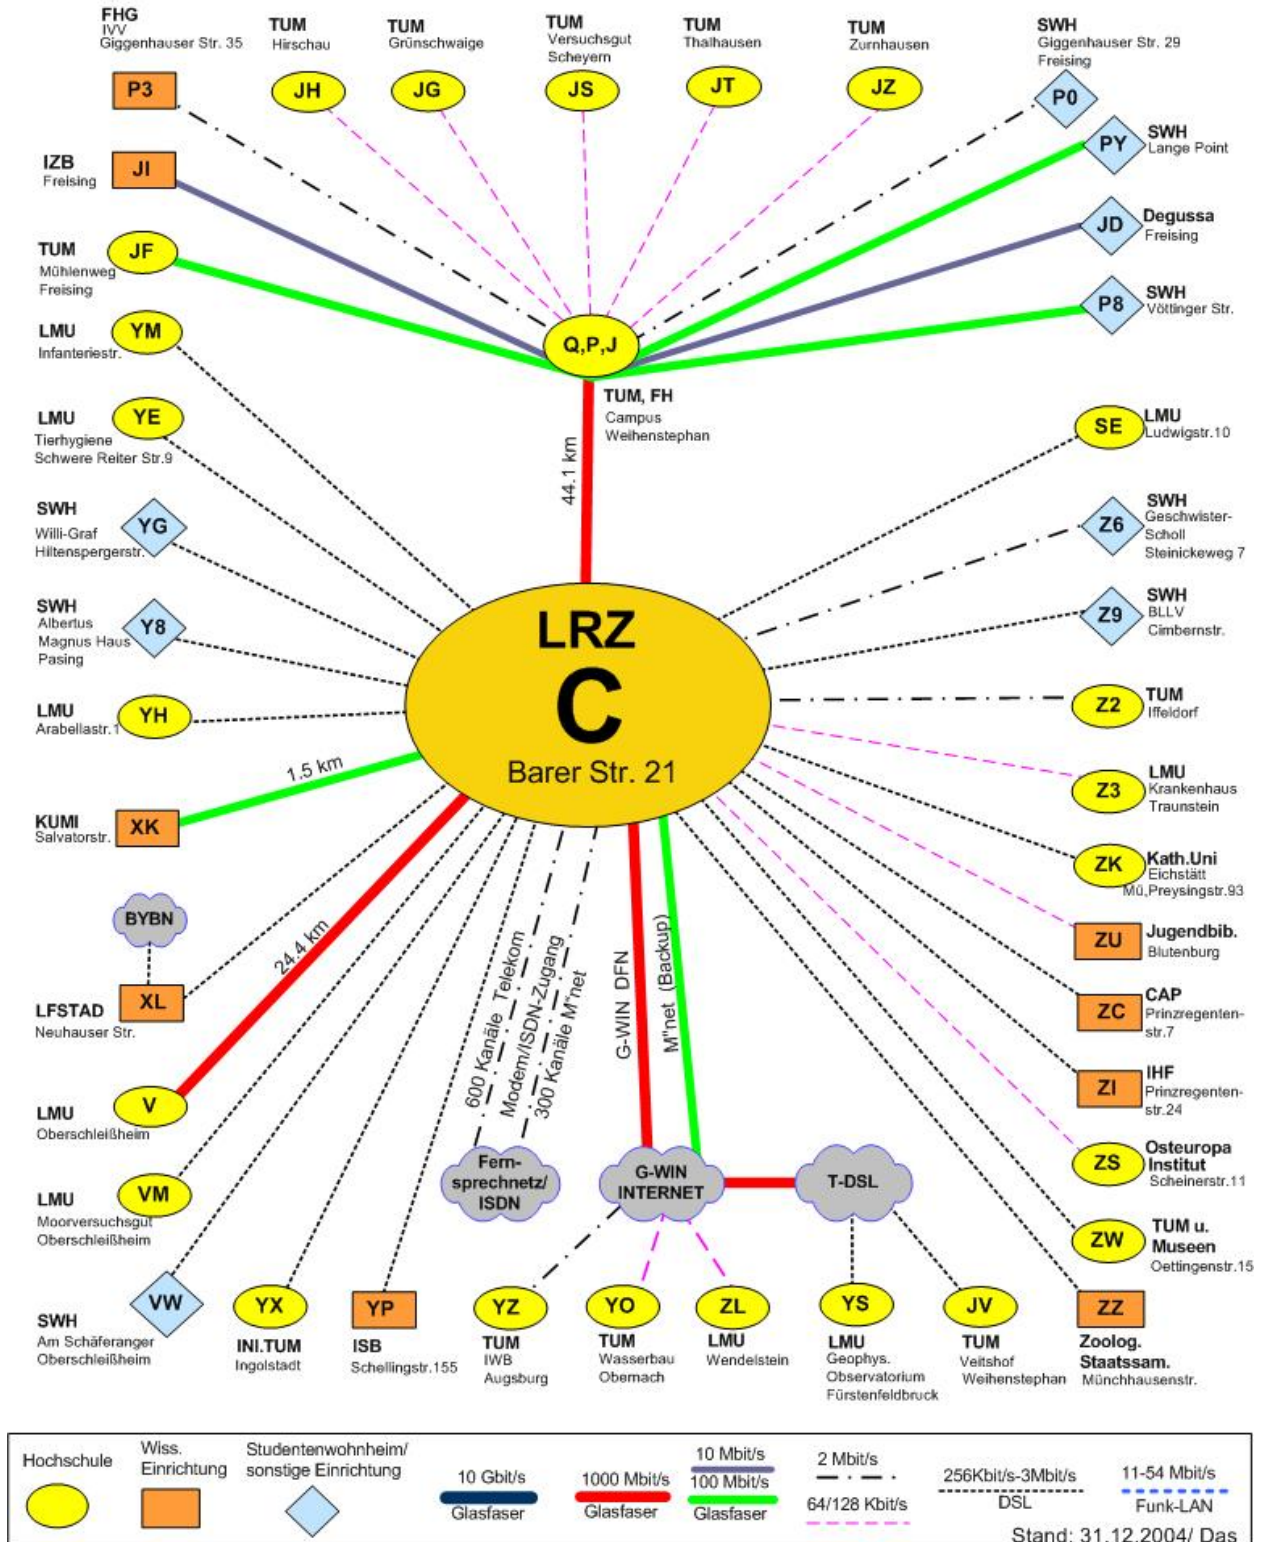 FHG
IVV
Giggenhauser Str. 35
P3
TUM
Hirschau
JH
TUM
Grünschwaige
JG
TUM
Versuchsgut
Scheyern
JS
TUM
Thalhausen
JT
TUM
Zurnhausen
JZ
SWH
Giggenhauser Str. 29
Freising
P0
IZB
Freising
JI
PY
SWH
Lange Point
TUM
Mühlenweg
Freising
JF
JD
Degussa
Freising
LMU
Infanteriestr.
YM
Q,P,J
P8
SWH
Vöttinger Str.
TUM, FH
Campus
Weihenstephan
44.1 km
LMU
Tierhygiene
Schwere Reiter Str.9
YE
SE
LMU
Ludwigstr.10
SWH
Willi-Graf
Hiltenspergerstr.
YG
Z6
SWH
Geschwister-
Scholl
Steinickeweg 7
SWH
Albertus
Magnus Haus
Pasing
Y8
Z9
SWH
BLLV
Cimbernstr.
LRZ
C
Barer Str. 21
LMU
Arabellastr.1
YH
Z2
TUM
Iffeldorf
1.5 km
KUMI
Salvatorstr.
XK
Z3
LMU
Krankenhaus
Traunstein
ZK
Kath.Uni
Eichstätt
Mü,Preysingstr.93
BYBN
LFSTAD
Neuhauser Str.
XL
24.4 km
ZU
Jugendbib.
Blutenburg
ZC
CAP
Prinzregenten-
str.7
LMU
Oberschleißheim
V
ZI
IHF
Prinzregenten-
str.24
600 Kanäle Telekom
Modem/ISDN-Zugang
300 Kanäle M"net
G-WIN DFN
M"net (Backup)
LMU
Moorversuchsgut
Oberschleißheim
VM
Fern-
sprechnetz/
ISDN
G-WIN
INTERNET
T-DSL
ZS
Osteuropa
Institut
Scheinerstr.11
ZW
TUM u.
Museen
Oettingenstr.15
SWH
Am Schäferanger
Oberschleißheim
VW
YX
INI.TUM
Ingolstadt
YP
ISB
Schellingstr.155
YZ
TUM
IWB
Augsburg
YO
TUM
Wasserbau
Obernach
ZL
LMU
Wendelstein
YS
LMU
Geophys.
Observatorium
Fürstenfeldbruck
JV
TUM
Veitshof
Weihenstephan
ZZ
Zoolog.
Staatssam.
Münchhausenstr.
Hochschule
Wiss.
Einrichtung
Studentenwohnheim/
sonstige Einrichtung
10 Gbit/s
Glasfaser
1000 Mbit/s
Glasfaser
10 Mbit/s
100 Mbit/s
Glasfaser
2 Mbit/s
64/128 Kbit/s
256Kbit/s-3Mbit/s
DSL
11-54 Mbit/s
Funk-LAN
Stand: 31.12.2004/ Das